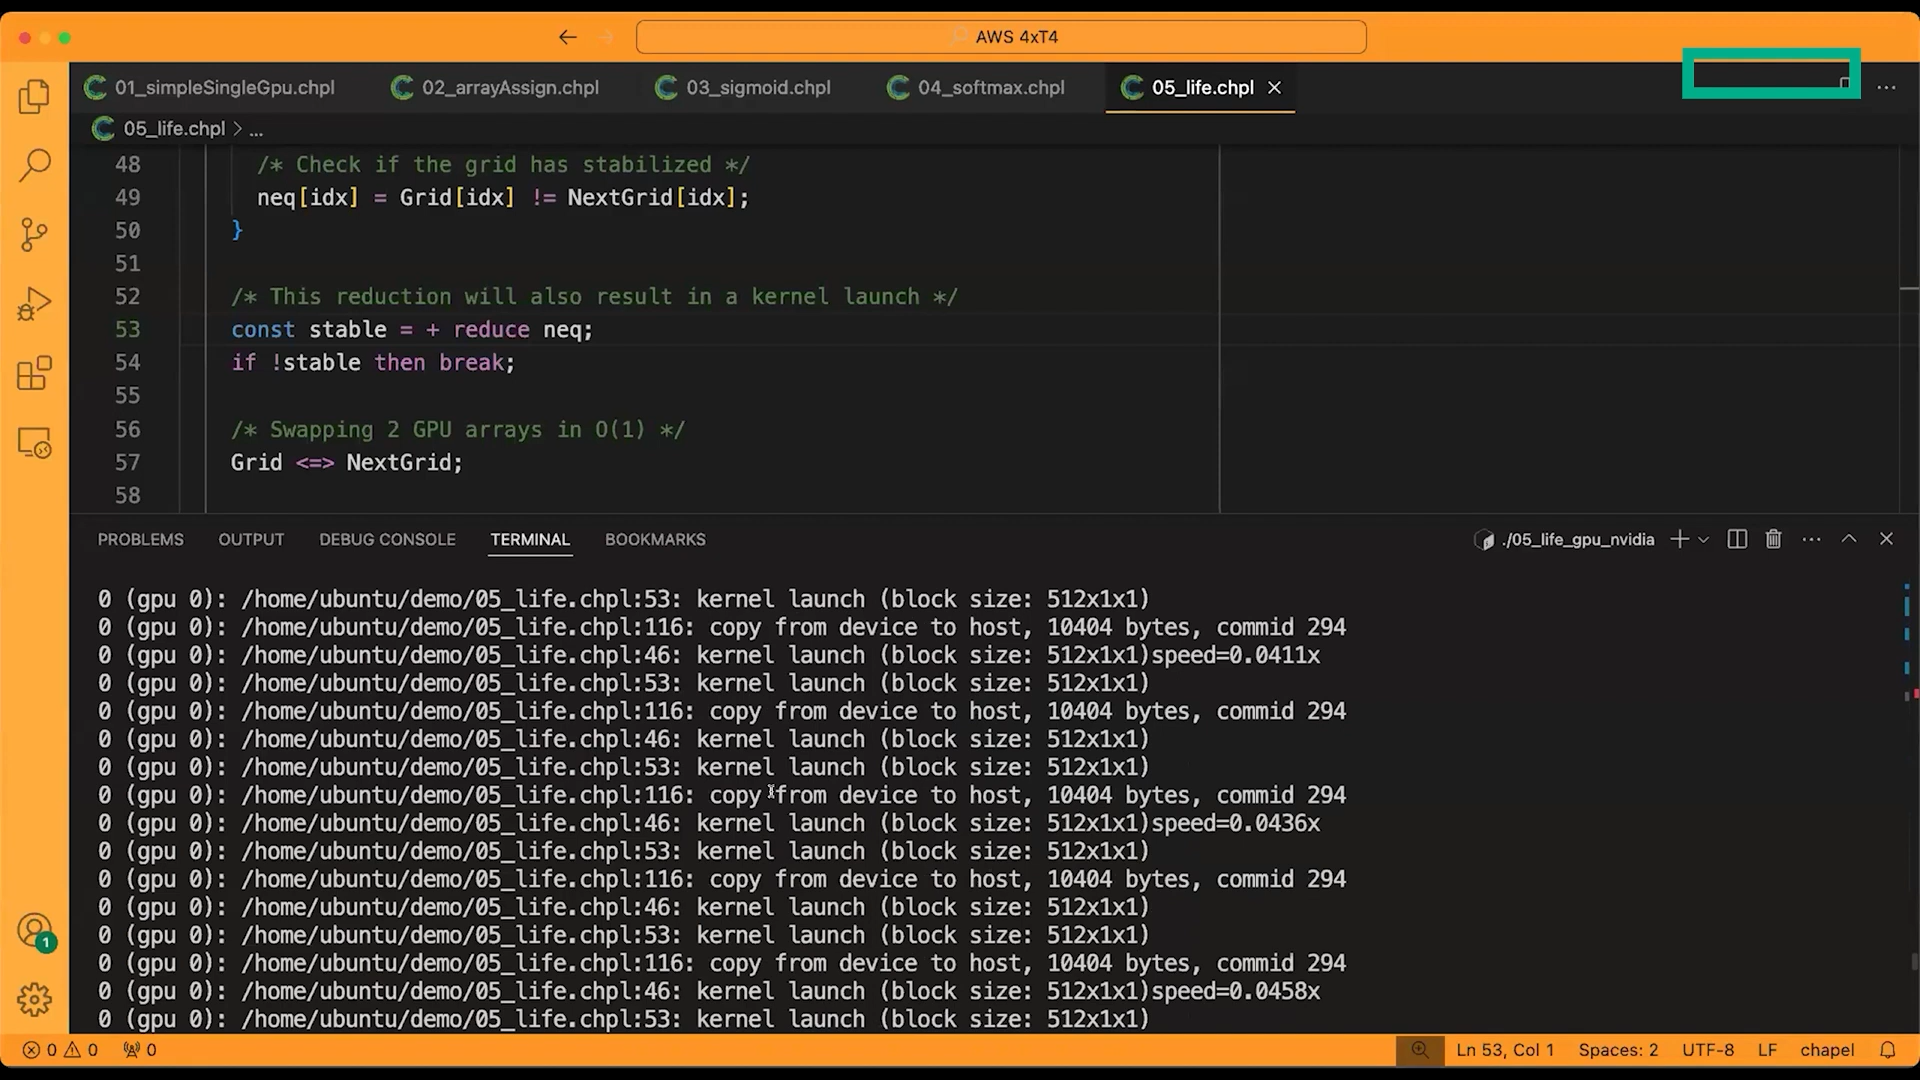 AWS 4xT4
01_simpleSingleGpu.chpl 02_arrayAssign.chpl 03_sigmoid.chpl 04_softmax.chpl 05_life.chpl
05_life.chpl > ...
48 /* Check if the grid has stabilized */
49 neq[idx] = Grid[idx] != NextGrid[idx];
50 }
51
52 /* This reduction will also result in a kernel launch */
53 const stable = + reduce neq;
54 if !stable then break;
55
56 /* Swapping 2 GPU arrays in O(1) */
57 Grid <=> NextGrid;
58
PROBLEMS OUTPUT DEBUG CONSOLE TERMINAL BOOKMARKS ./05_life_gpu_nvidia
0 (gpu 0): /home/ubuntu/demo/05_life.chpl:53: kernel launch (block size: 512x1x1)
0 (gpu 0): /home/ubuntu/demo/05_life.chpl:116: copy from device to host, 10404 bytes, commid 294
0 (gpu 0): /home/ubuntu/demo/05_life.chpl:46: kernel launch (block size: 512x1x1)speed=0.0411x
0 (gpu 0): /home/ubuntu/demo/05_life.chpl:53: kernel launch (block size: 512x1x1)
0 (gpu 0): /home/ubuntu/demo/05_life.chpl:116: copy from device to host, 10404 bytes, commid 294
0 (gpu 0): /home/ubuntu/demo/05_life.chpl:46: kernel launch (block size: 512x1x1)
0 (gpu 0): /home/ubuntu/demo/05_life.chpl:53: kernel launch (block size: 512x1x1)
0 (gpu 0): /home/ubuntu/demo/05_life.chpl:116: copy from device to host, 10404 bytes, commid 294
0 (gpu 0): /home/ubuntu/demo/05_life.chpl:46: kernel launch (block size: 512x1x1)speed=0.0436x
0 (gpu 0): /home/ubuntu/demo/05_life.chpl:53: kernel launch (block size: 512x1x1)
0 (gpu 0): /home/ubuntu/demo/05_life.chpl:116: copy from device to host, 10404 bytes, commid 294
0 (gpu 0): /home/ubuntu/demo/05_life.chpl:46: kernel launch (block size: 512x1x1)
0 (gpu 0): /home/ubuntu/demo/05_life.chpl:53: kernel launch (block size: 512x1x1)
0 (gpu 0): /home/ubuntu/demo/05_life.chpl:116: copy from device to host, 10404 bytes, commid 294
0 (gpu 0): /home/ubuntu/demo/05_life.chpl:46: kernel launch (block size: 512x1x1)speed=0.0458x
0 (gpu 0): /home/ubuntu/demo/05_life.chpl:53: kernel launch (block size: 512x1x1)
1
0 0 0 Ln 53, Col 1 Spaces: 2 UTF-8 LF chapel